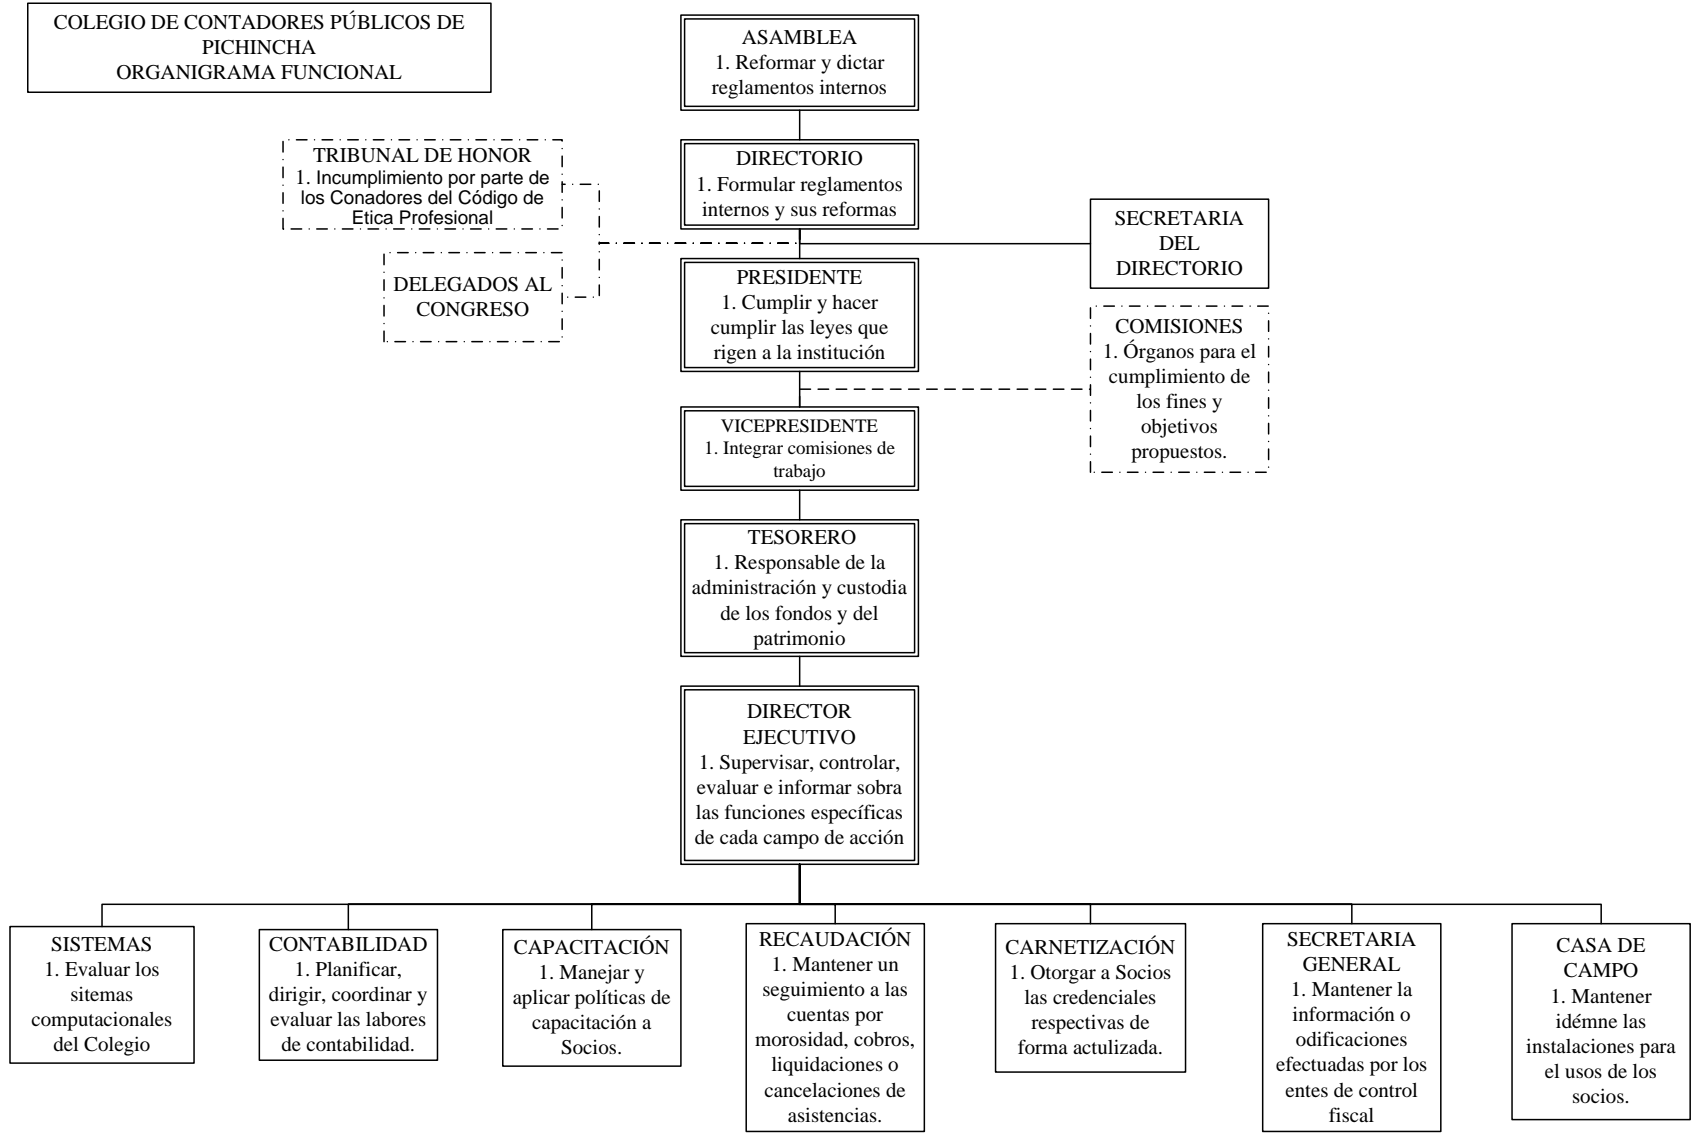 COLEGIO DE CONTADORES PÚBLICOS DE
PICHINCHA
ORGANIGRAMA FUNCIONAL
ASAMBLEA
1. Reformar y dictar
reglamentos internos
TRIBUNAL DE HONOR
1. Incumplimiento por parte de
los Conadores del Código de
Etica Profesional
DIRECTORIO
1. Formular reglamentos
internos y sus reformas
SECRETARIA
DEL
DIRECTORIO
DELEGADOS AL
CONGRESO
PRESIDENTE
1. Cumplir y hacer
cumplir las leyes que
rigen a la institución
COMISIONES
1. Órganos para el
cumplimiento de
los fines y
objetivos
propuestos.
VICEPRESIDENTE
1. Integrar comisiones de
trabajo
TESORERO
1. Responsable de la
administración y custodia
de los fondos y del
patrimonio
DIRECTOR
EJECUTIVO
1. Supervisar, controlar,
evaluar e informar sobra
las funciones específicas
de cada campo de acción
SISTEMAS
1. Evaluar los
sitemas
computacionales
del Colegio
CONTABILIDAD
1. Planificar,
dirigir, coordinar y
evaluar las labores
de contabilidad.
CAPACITACIÓN
1. Manejar y
aplicar políticas de
capacitación a
Socios.
RECAUDACIÓN
1. Mantener un
seguimiento a las
cuentas por
morosidad, cobros,
liquidaciones o
cancelaciones de
asistencias.
CARNETIZACIÓN
1. Otorgar a Socios
las credenciales
respectivas de
forma actulizada.
SECRETARIA
GENERAL
1. Mantener la
información o
odificaciones
efectuadas por los
entes de control
fiscal
CASA DE
CAMPO
1. Mantener
idémne las
instalaciones para
el usos de los
socios.